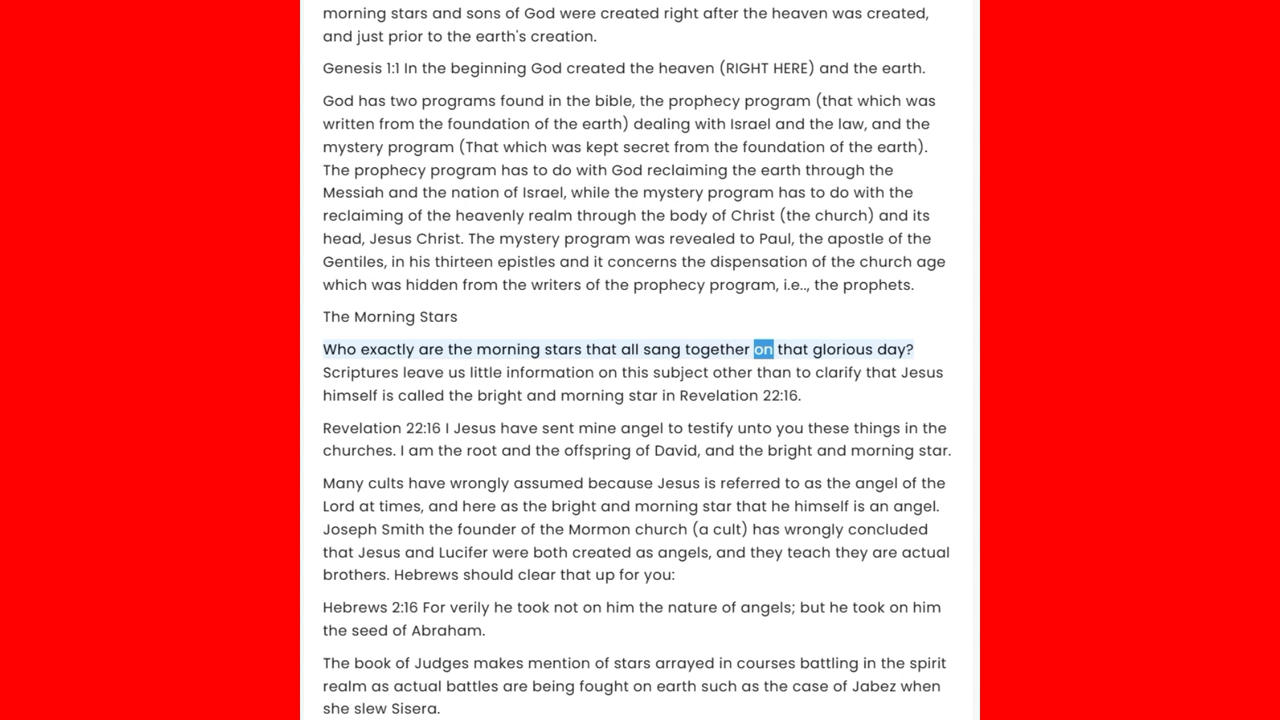 morning stars and sons of God were created right after the heaven was created,
and just prior to the earth's creation.
Genesis 1:1 In the beginning God created the heaven (RIGHT HERE) and the earth.
God has two programs found in the bible, the prophecy program (that which was
written from the foundation of the earth) dealing with Israel and the law, and the
mystery program (That which was kept secret from the foundation of the earth).
The prophecy program has to do with God reclaiming the earth through the
Messiah and the nation of Israel, while the mystery program has to do with the
reclaiming of the heavenly realm through the body of Christ (the church) and its
head, Jesus Christ. The mystery program was revealed to Paul, the apostle of the
Gentiles, in his thirteen epistles and it concerns the dispensation of the church age
which was hidden from the writers of the prophecy program, i.e.., the prophets.
The Morning Stars
Who exactly are the morning stars that all sang together on that glorious day?
Scriptures leave us little information on this subject other than to clarify that Jesus
himself is called the bright and morning star in Revelation 22:16.
Revelation 22:16 I Jesus have sent mine angel to testify unto you these things in the
churches. I am the root and the offspring of David, and the bright and morning star.
Many cults have wrongly assumed because Jesus is referred to as the angel of the
Lord at times, and here as the bright and morning star that he himself is an angel.
Joseph Smith the founder of the Mormon church (a cult) has wrongly concluded
that Jesus and Lucifer were both created as angels, and they teach they are actual
brothers. Hebrews should clear that up for you:
Hebrews 2:16 For verily he took not on him the nature of angels; but he took on him
the seed of Abraham.
The book of Judges makes mention of stars arrayed in courses battling in the spirit
realm as actual battles are being fought on earth such as the case of Jabez when
she slew Sisera.